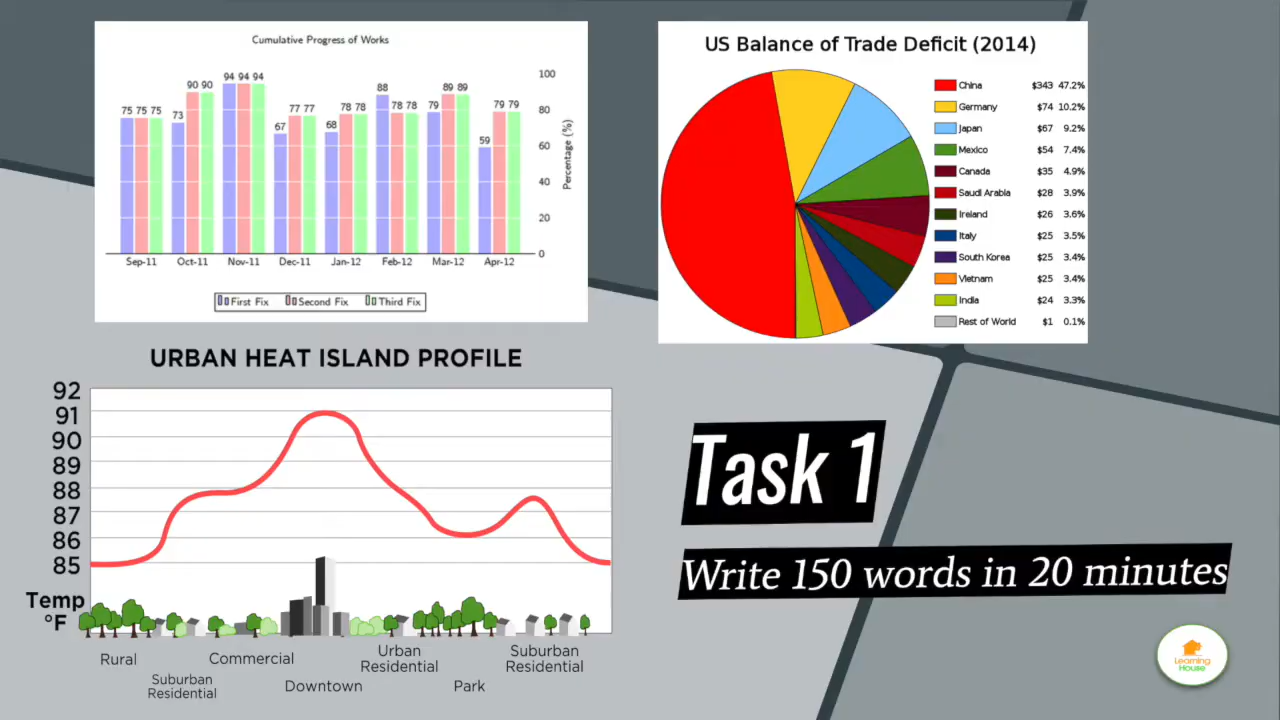 Cumulative Progress of Works
75 75 75
73 90 90
94 94 94
67 77 77
68 78 78
88 78 78
79 89 89
59 79 79
100
80
60
40
20
0
Percentage (%)
Sep-11 Oct-11 Nov-11 Dec-11 Jan-12 Feb-12 Mar-12 Apr-12
First Fix Second Fix Third Fix
US Balance of Trade Deficit (2014)
China $343 47.2%
Germany $74 10.2%
Japan $67 9.2%
Mexico $54 7.4%
Canada $35 4.9%
Saudi Arabia $28 3.9%
Ireland $26 3.6%
Italy $25 3.5%
South Korea $25 3.4%
Vietnam $25 3.4%
India $24 3.3%
Rest of World $1 0.1%
URBAN HEAT ISLAND PROFILE
92
91
90
89
88
87
86
85
Temp
°F
Rural
Suburban
Residential
Commercial
Downtown
Urban
Residential
Park
Suburban
Residential
Task 1
Write 150 words in 20 minutes
Learning
House